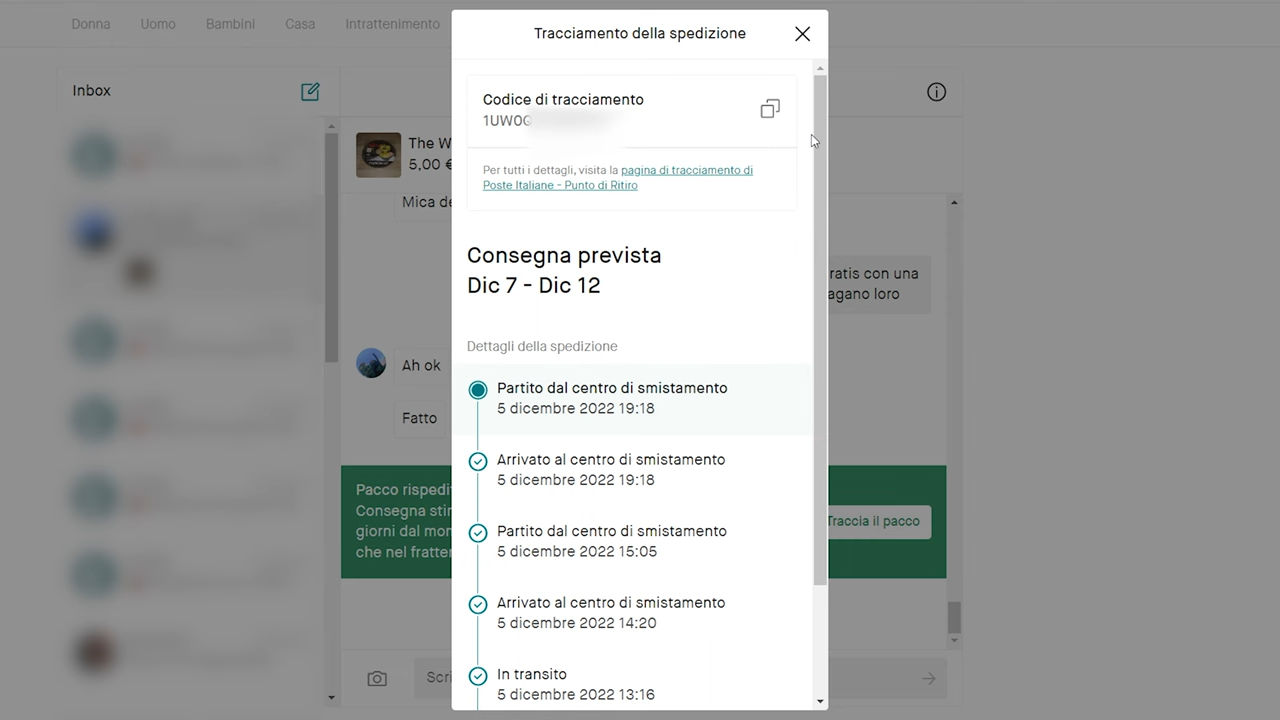 Donna Uomo Bambini Casa Intrattenimento
Inbox
The W
5,00 €
Mica de
ratis con una
agano loro
Ah ok
Fatto
Pacco rispedi
Consegna stir
giorni dal mor
che nel fratter
Traccia il pacco
Scri
Tracciamento della spedizione
Codice di tracciamento
1UW0
Per tutti i dettagli, visita la pagina di tracciamento di
Poste Italiane - Punto di Ritiro
Consegna prevista
Dic 7 - Dic 12
Dettagli della spedizione
Partito dal centro di smistamento
5 dicembre 2022 19:18
Arrivato al centro di smistamento
5 dicembre 2022 19:18
Partito dal centro di smistamento
5 dicembre 2022 15:05
Arrivato al centro di smistamento
5 dicembre 2022 14:20
In transito
5 dicembre 2022 13:16